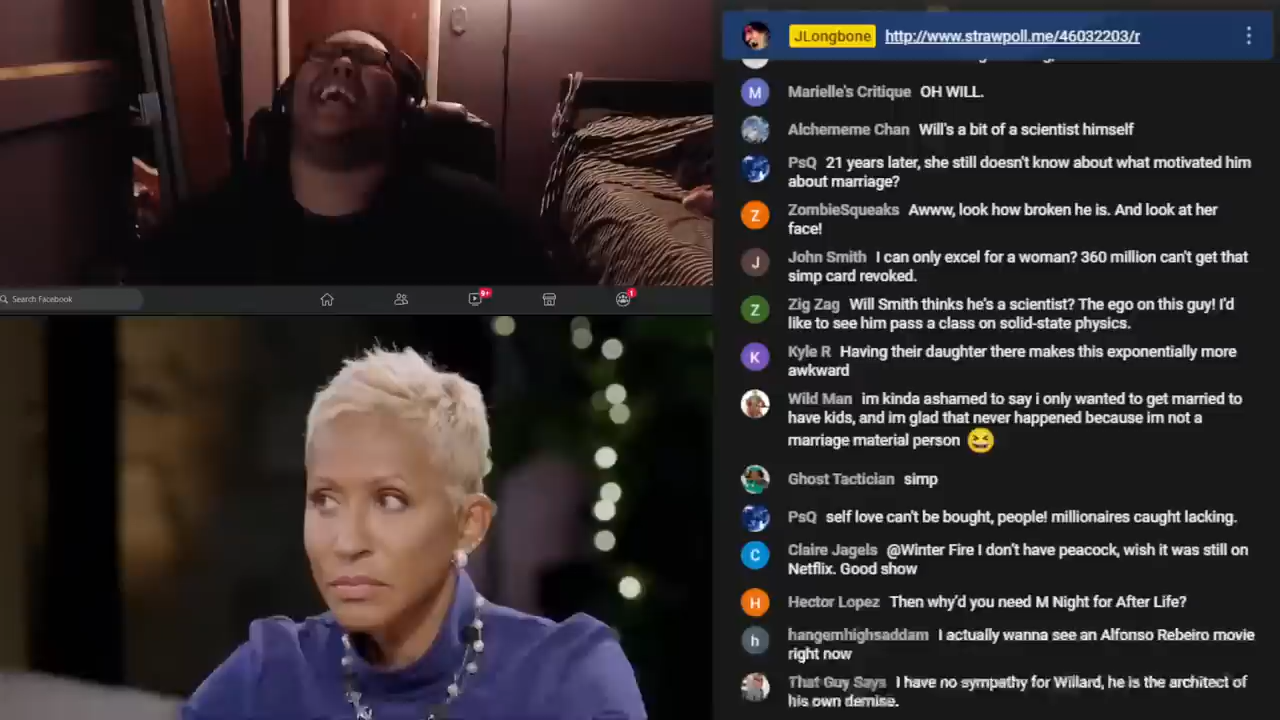 JLongbone http://www.strawpoll.me/46032203/r
Marielle's Critique OH WILL.
Alchememe Chan Will's a bit of a scientist himself
PsQ 21 years later, she still doesn't know about what motivated him
about marriage?
ZombieSqueaks Awww, look how broken he is. And look at her
face!
John Smith I can only excel for a woman? 360 million can't get that
simp card revoked.
Zig Zag Will Smith thinks he's a scientist? The ego on this guy! I'd
like to see him pass a class on solid-state physics.
Kyle R Having their daughter there makes this exponentially more
awkward
Wild Man im kinda ashamed to say i only wanted to get married to
have kids, and im glad that never happened because im not a
marriage material person
Ghost Tactician simp
PsQ self love can't be bought, people! millionaires caught lacking.
Claire Jagels @Winter Fire I don't have peacock, wish it was still on
Netflix. Good show
Hector Lopez Then why'd you need M Night for After Life?
hangemhighsaddam I actually wanna see an Alfonso Rebeiro movie
right now
That Guy Says I have no sympathy for Willard, he is the architect of
his own demise.
Search Facebook
9+
1
M
Z
J
Z
K
C
H
h